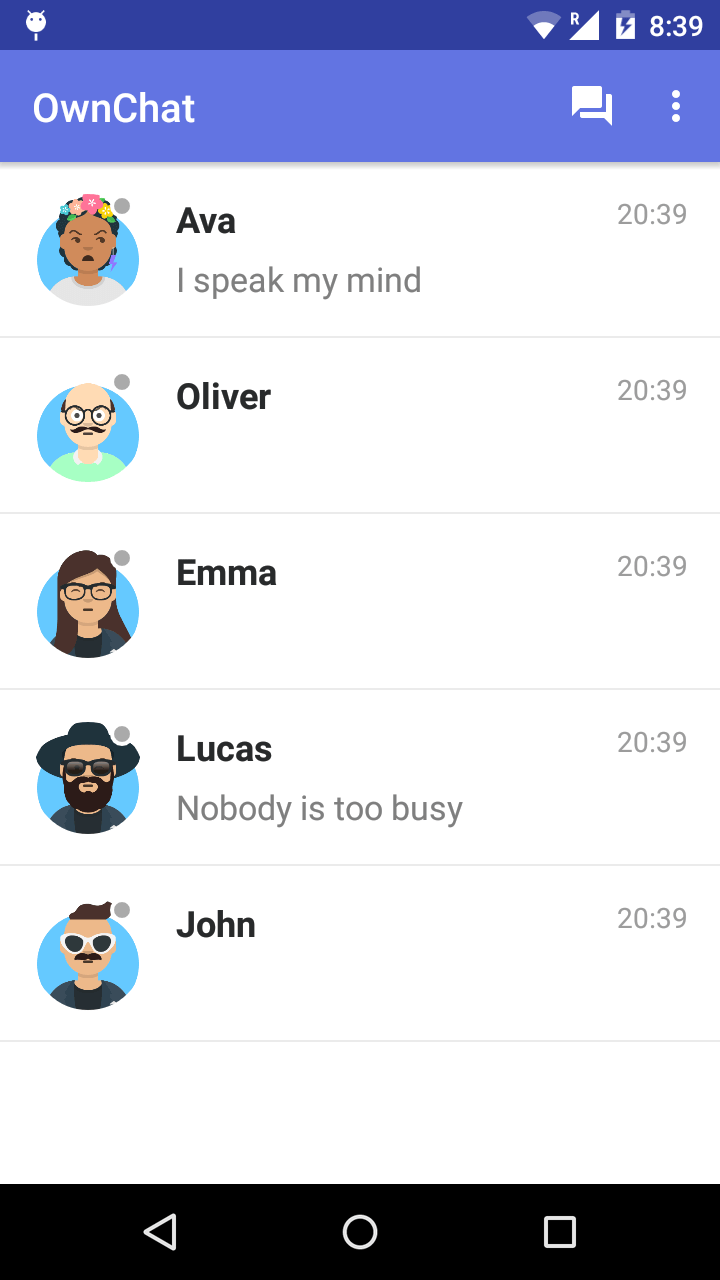 R 8:39
OwnChat
Ava 20:39
I speak my mind
Oliver 20:39
Emma 20:39
Lucas 20:39
Nobody is too busy
John 20:39